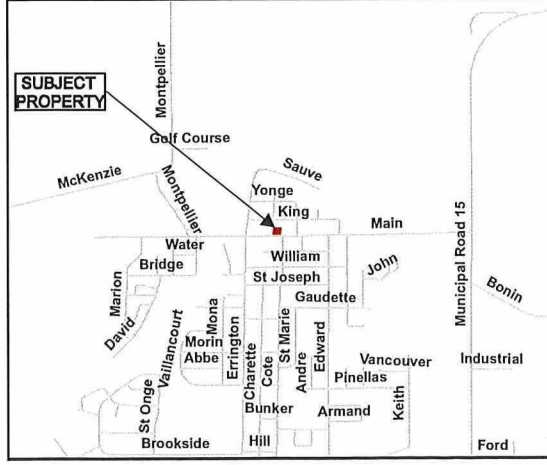 SUBJECT
PROPERTY
Montpellier
Golf Course
McKenzie
Montpellier
Sauve
Yonge
King
Main
Municipal Road 15
Water
William
Bridge
St Joseph
John
Marion
Gaudette
Bonin
David
Vaillancourt
Mona
Morin
Abbe
Errington
Charette
Cote
St Marie
Andre
Edward
Vancouver
Industrial
Pinellas
Keith
St Onge
Bunker
Armand
Brookside
Hill
Ford